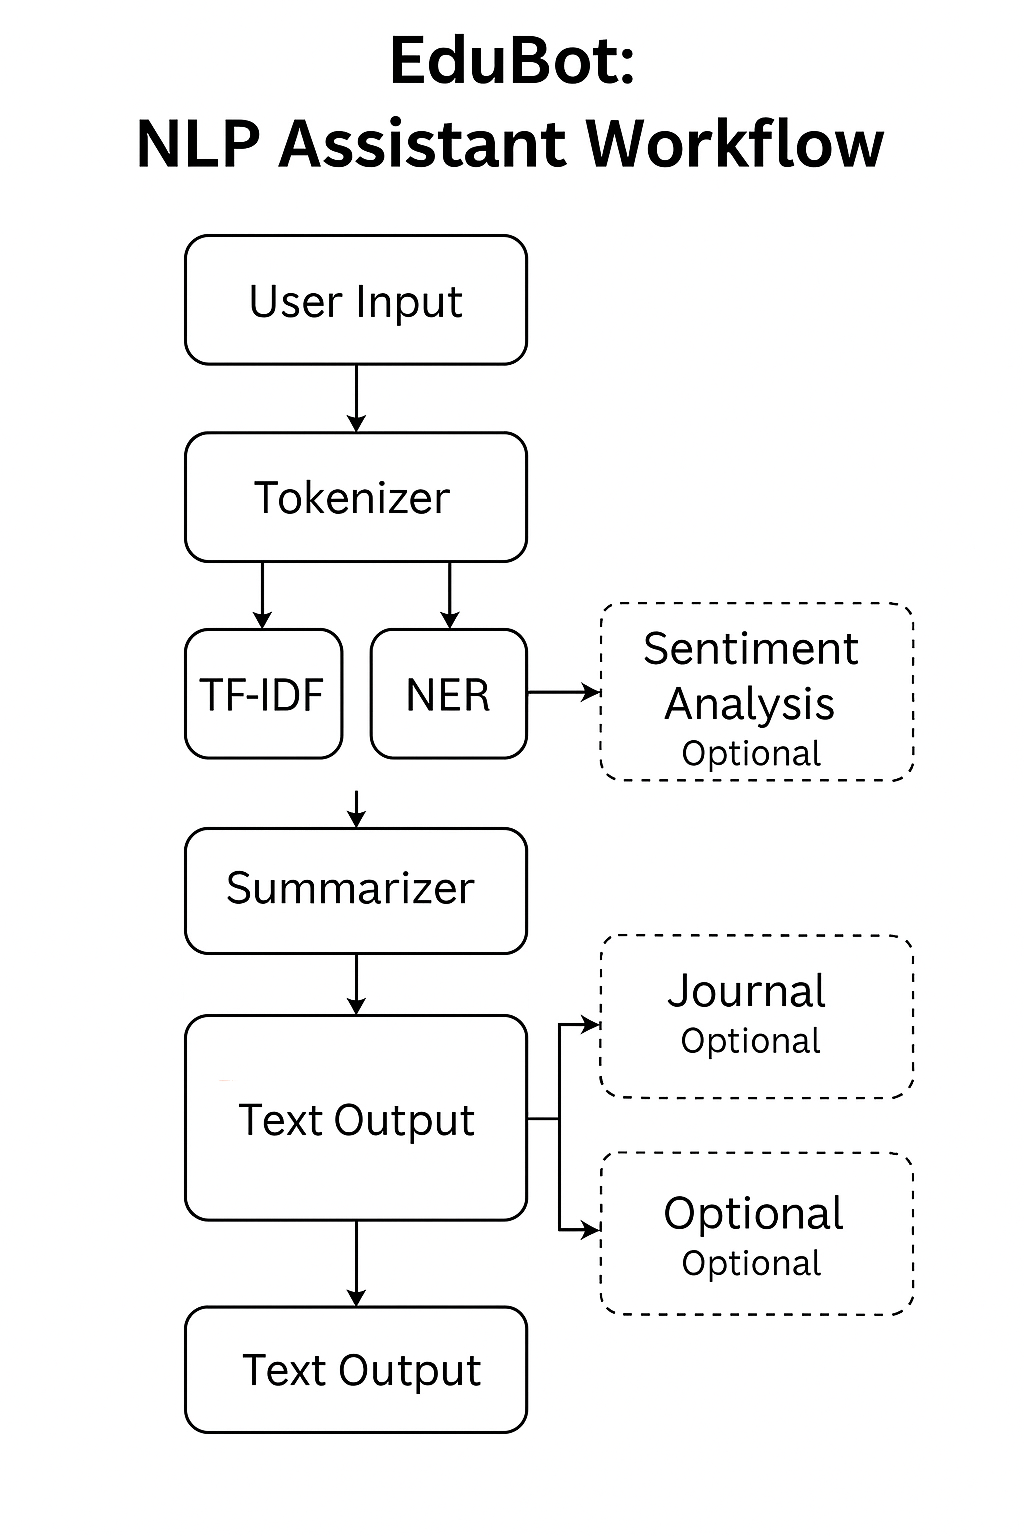 EduBot:
NLP Assistant Workflow
User Input
Tokenizer
TF-IDF
NER
Sentiment
Analysis
Optional
Summarizer
Journal
Optional
Text Output
Optional
Optional
Text Output